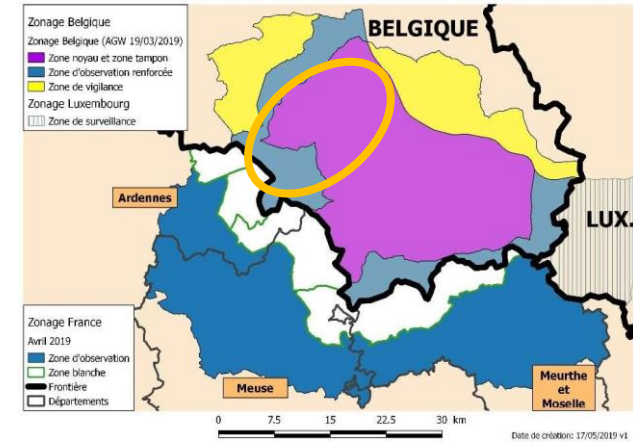 Zonage Belgique
Zonage Belgique (AGW 19/03/2019)
Zone noyau et zone tampon
Zone d'observation renforcée
Zone de vigilance
Zonage Luxembourg
Zone de surveillance
BELGIQUE
LUX.
Ardennes
Meuse
Meurthe
et
Moselle
Zonage France
Avril 2019
Zone d'observation
Zone blanche
Frontière
Départements
0 7.5 15 22.5 30 km
Date de création: 17/05/2019 v1